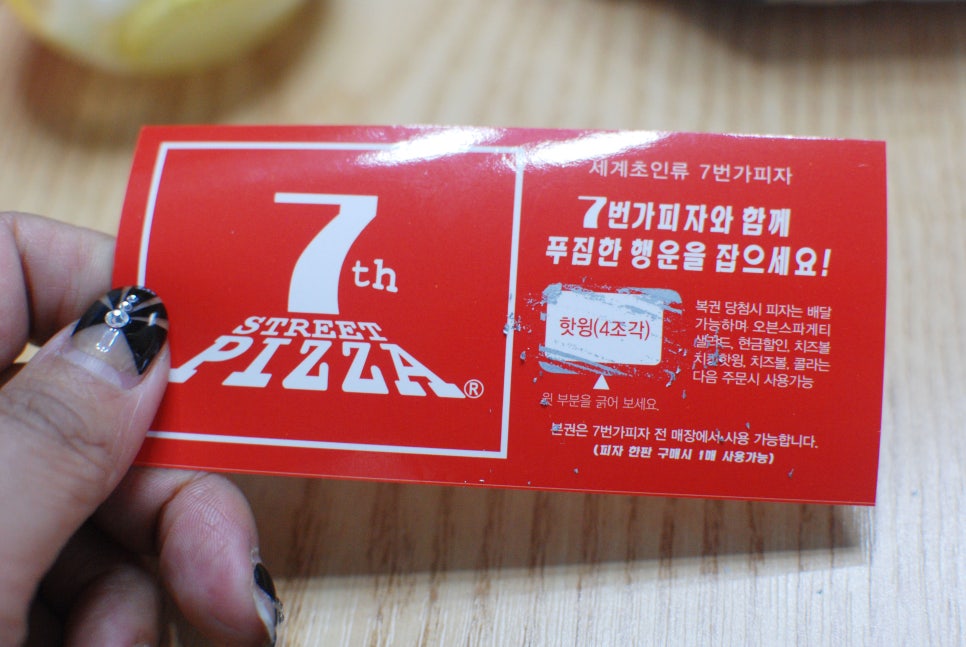 7th
STREET
PIZZA®
세계초인류 7번가피자
7번가피자와 함께
푸짐한 행운을 잡으세요!
핫윙(4조각)
복권 당첨시 피자는 배달
가능하며 오븐스파게티
샐러드, 현금할인, 치즈볼
치킨핫윙, 치즈볼, 콜라는
다음 주문시 사용가능
윗 부분을 긁어 보세요.
본권은 7번가피자 전 매장에서 사용 가능합니다.
(피자 한판 구매시 1매 사용가능)